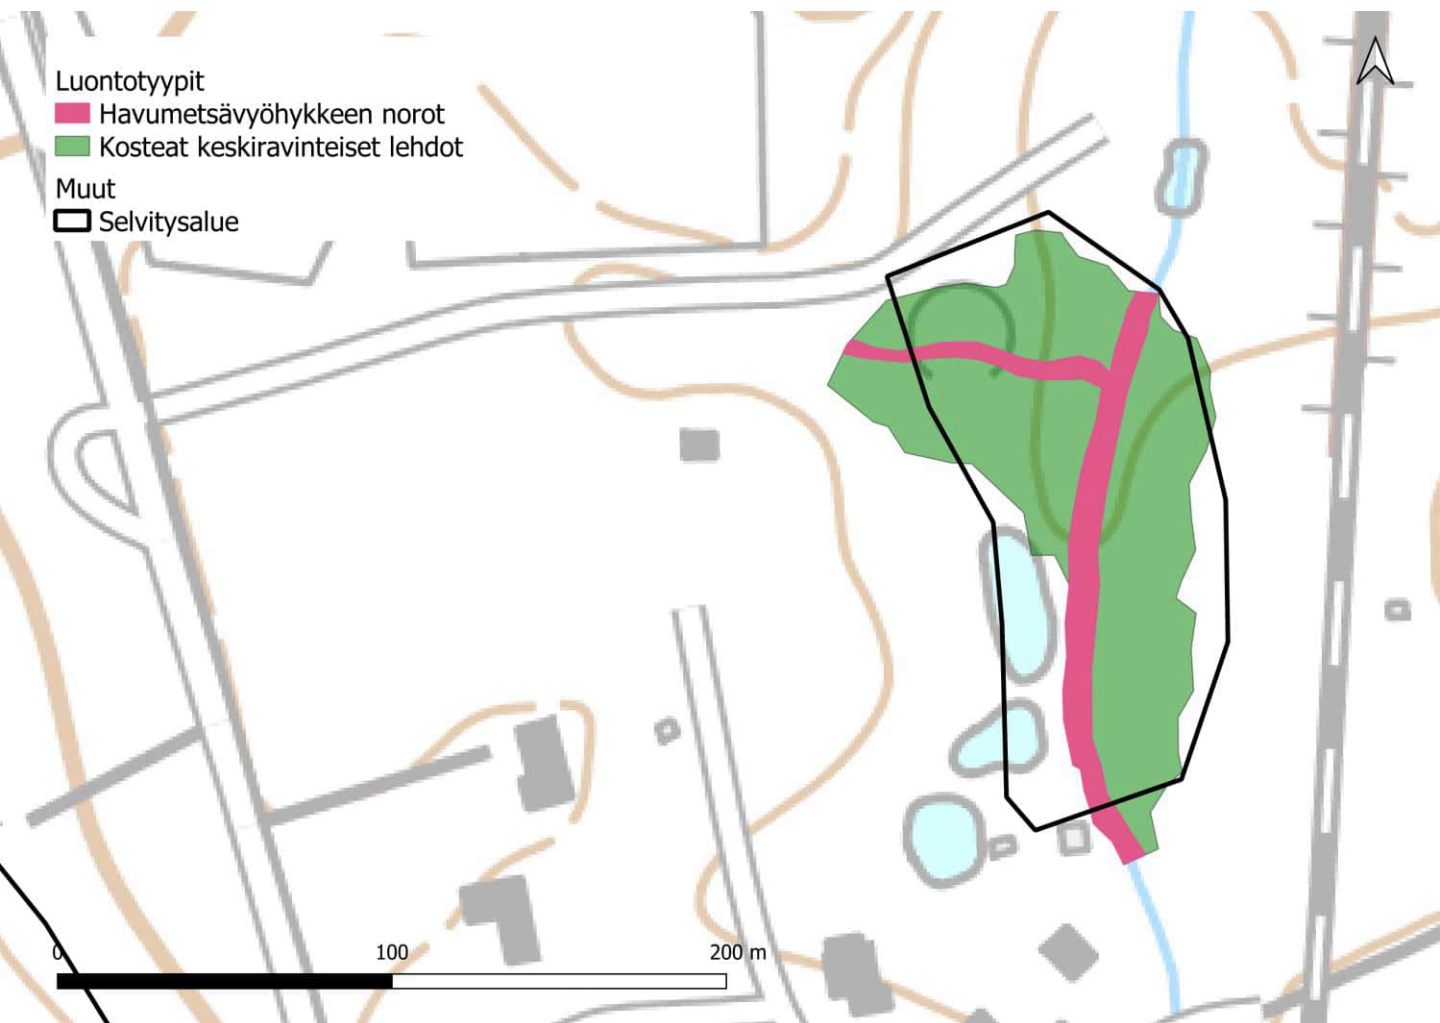 Luontotyypit
Havumetsävyöhykkeen norot
Kosteat keskiravinteiset lehdot
Muut
Selvitysalue
0 100 200 m